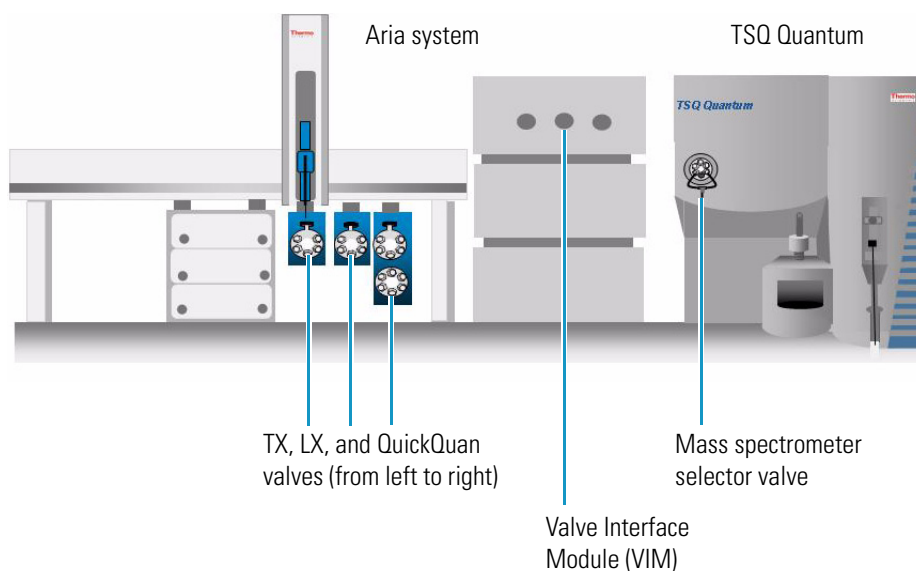 Aria system
TSQ Quantum
Thermo
TSQ Quantum
Thermo
TX, LX, and QuickQuan
valves (from left to right)
Mass spectrometer
selector valve
Valve Interface
Module (VIM)